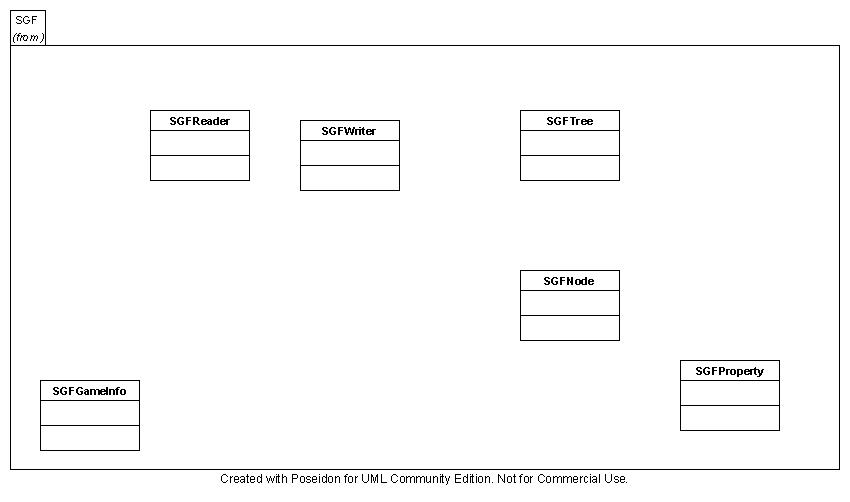 SGF
(from)
SGFReader
SGFWriter
SGFTree
SGFNode
SGFProperty
SGFGameInfo
Created with Poseidon for UML Community Edition. Not for Commercial Use.